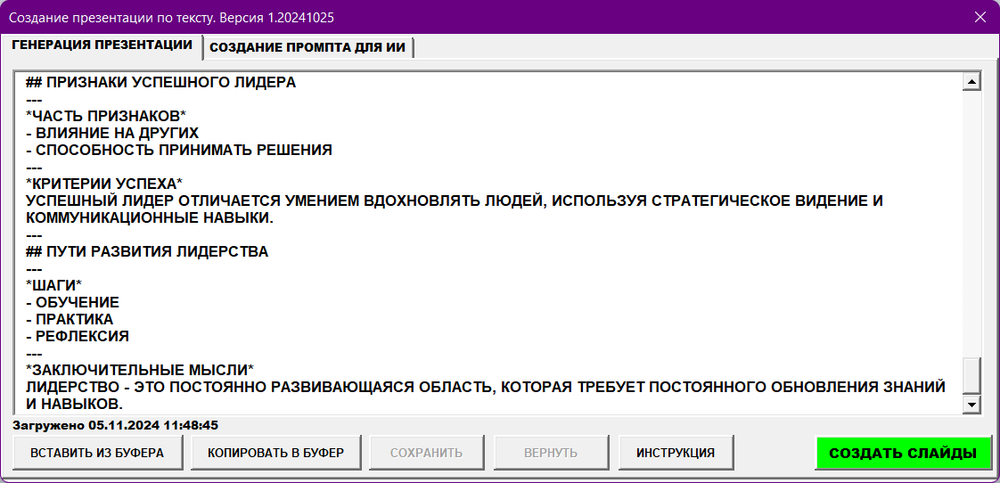 Создание презентации по тексту. Версия 1.20241025
ГЕНЕРАЦИЯ ПРЕЗЕНТАЦИИ
СОЗДАНИЕ ПРОМПТА ДЛЯ ИИ
## ПРИЗНАКИ УСПЕШНОГО ЛИДЕРА
---
*ЧАСТЬ ПРИЗНАКОВ*
- ВЛИЯНИЕ НА ДРУГИХ
- СПОСОБНОСТЬ ПРИНИМАТЬ РЕШЕНИЯ
---
*КРИТЕРИИ УСПЕХА*
УСПЕШНЫЙ ЛИДЕР ОТЛИЧАЕТСЯ УМЕНИЕМ ВДОХНОВЛЯТЬ ЛЮДЕЙ, ИСПОЛЬЗУЯ СТРАТЕГИЧЕСКОЕ ВИДЕНИЕ И
КОММУНИКАЦИОННЫЕ НАВЫКИ.
---
## ПУТИ РАЗВИТИЯ ЛИДЕРСТВА
---
*ШАГИ*
- ОБУЧЕНИЕ
- ПРАКТИКА
- РЕФЛЕКСИЯ
---
*ЗАКЛЮЧИТЕЛЬНЫЕ МЫСЛИ*
ЛИДЕРСТВО - ЭТО ПОСТОЯННО РАЗВИВАЮЩАЯСЯ ОБЛАСТЬ, КОТОРАЯ ТРЕБУЕТ ПОСТОЯННОГО ОБНОВЛЕНИЯ ЗНАНИЙ
И НАВЫКОВ.
Загружено 05.11.2024 11:48:45
ВСТАВИТЬ ИЗ БУФЕРА
КОПИРОВАТЬ В БУФЕР
СОХРАНИТЬ
ВЕРНУТЬ
ИНСТРУКЦИЯ
СОЗДАТЬ СЛАЙДЫ